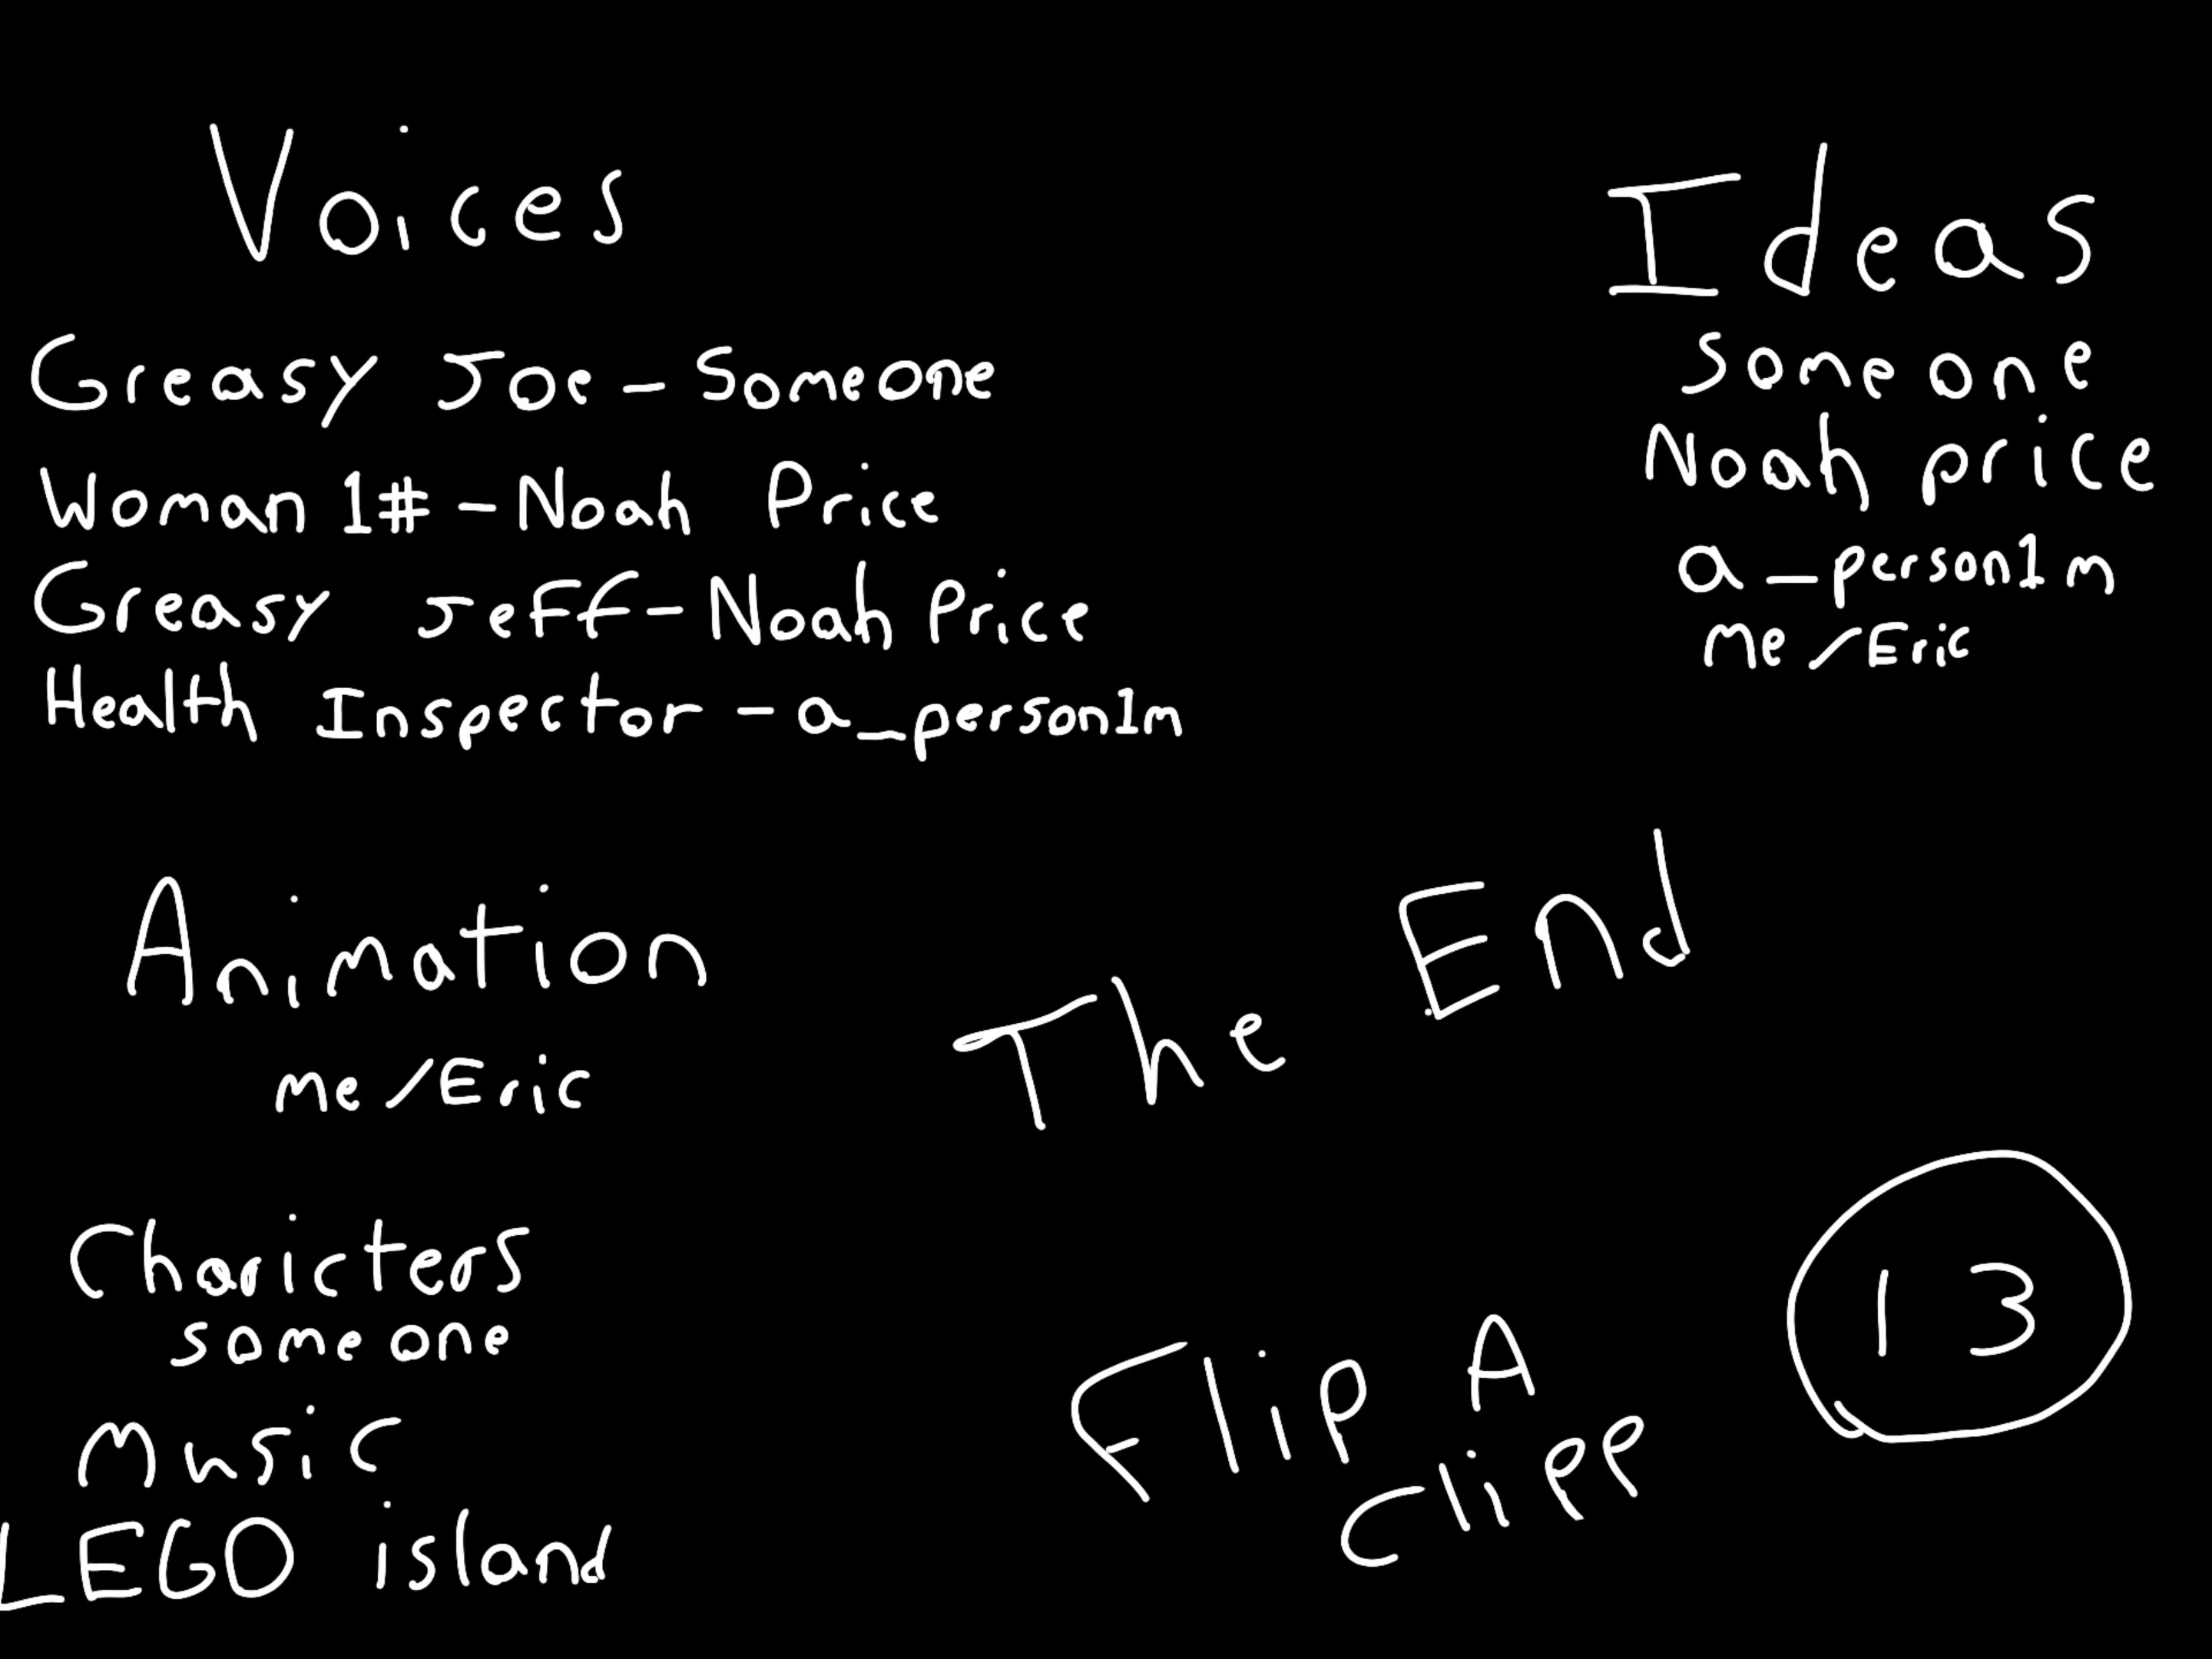 Voices
Greasy Joe - Someone
Woman 1# - Noah Price
Greasy Jeff - Noah Price
Health Inspector - a_person1m
Ideas
someone
Noah price
a_person1m
me/Eric
Animation
me/Eric
The End
Charicters
someone
Music
LEGO island
Flip A
Clipp
13